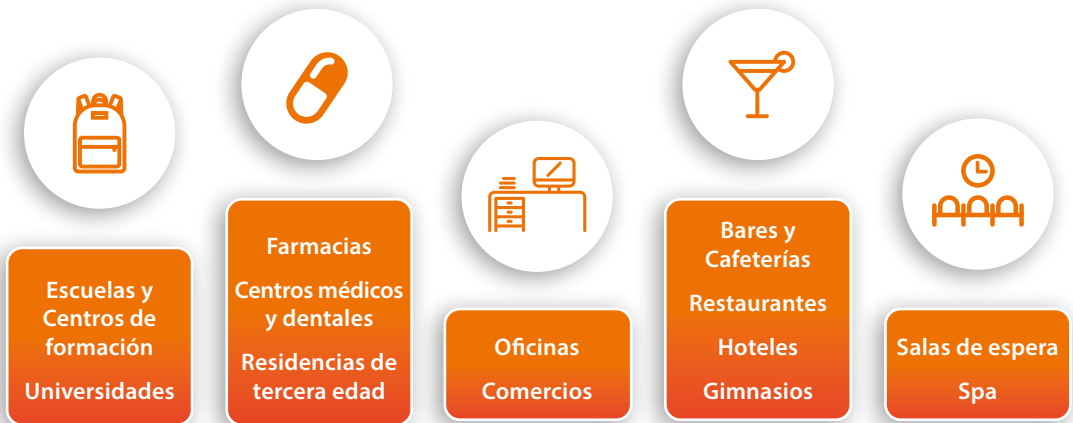 Escuelas y
Centros de
formación
Universidades
Farmacias
Centros médicos
y dentales
Residencias de
tercera edad
Oficinas
Comercios
Bares y
Cafeterías
Restaurantes
Hoteles
Gimnasios
Salas de espera
Spa